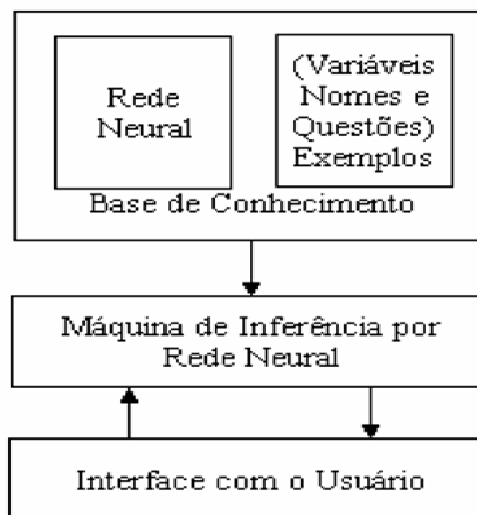 Rede
Neural
(Variáveis
Nomes e
Questões)
Exemplos
Base de Conhecimento
Máquina de Inferência por
Rede Neural
Interface com o Usuário